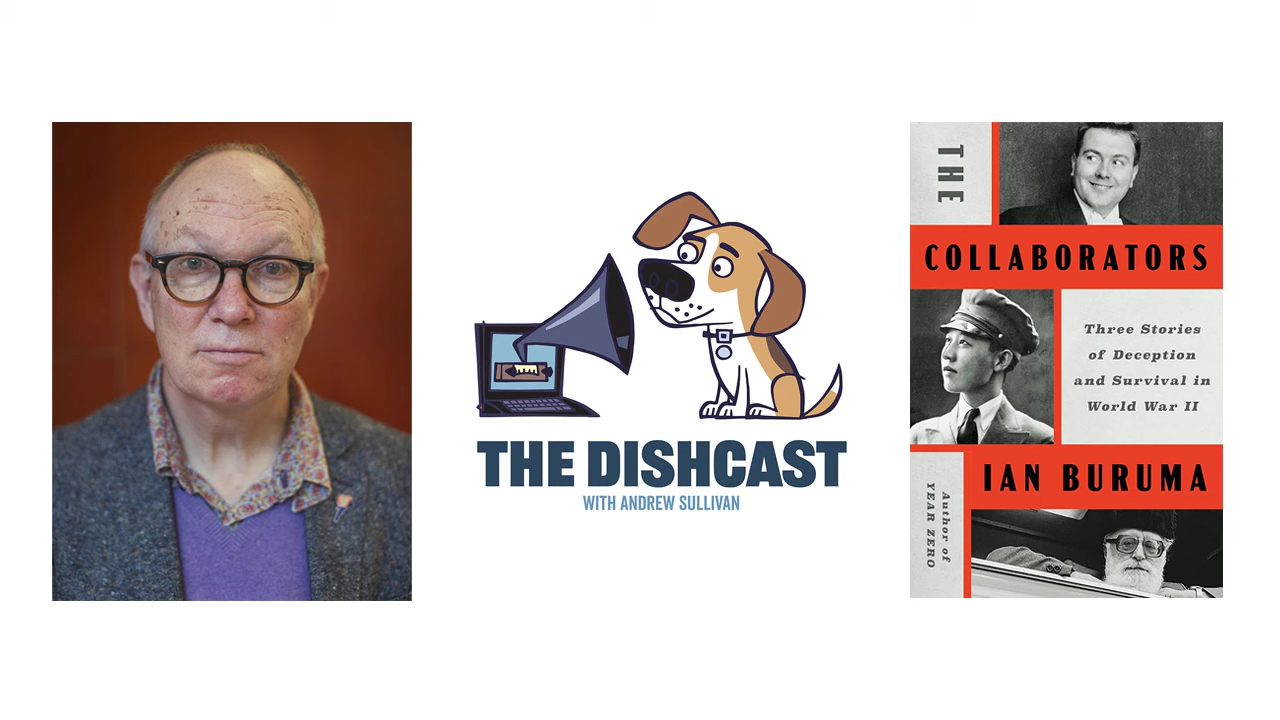 THE DISHCAST
WITH ANDREW SULLIVAN
THE
COLLABORATORS
Three Stories
of Deception
and Survival in
World War II
IAN BURUMA
Author of
YEAR ZERO